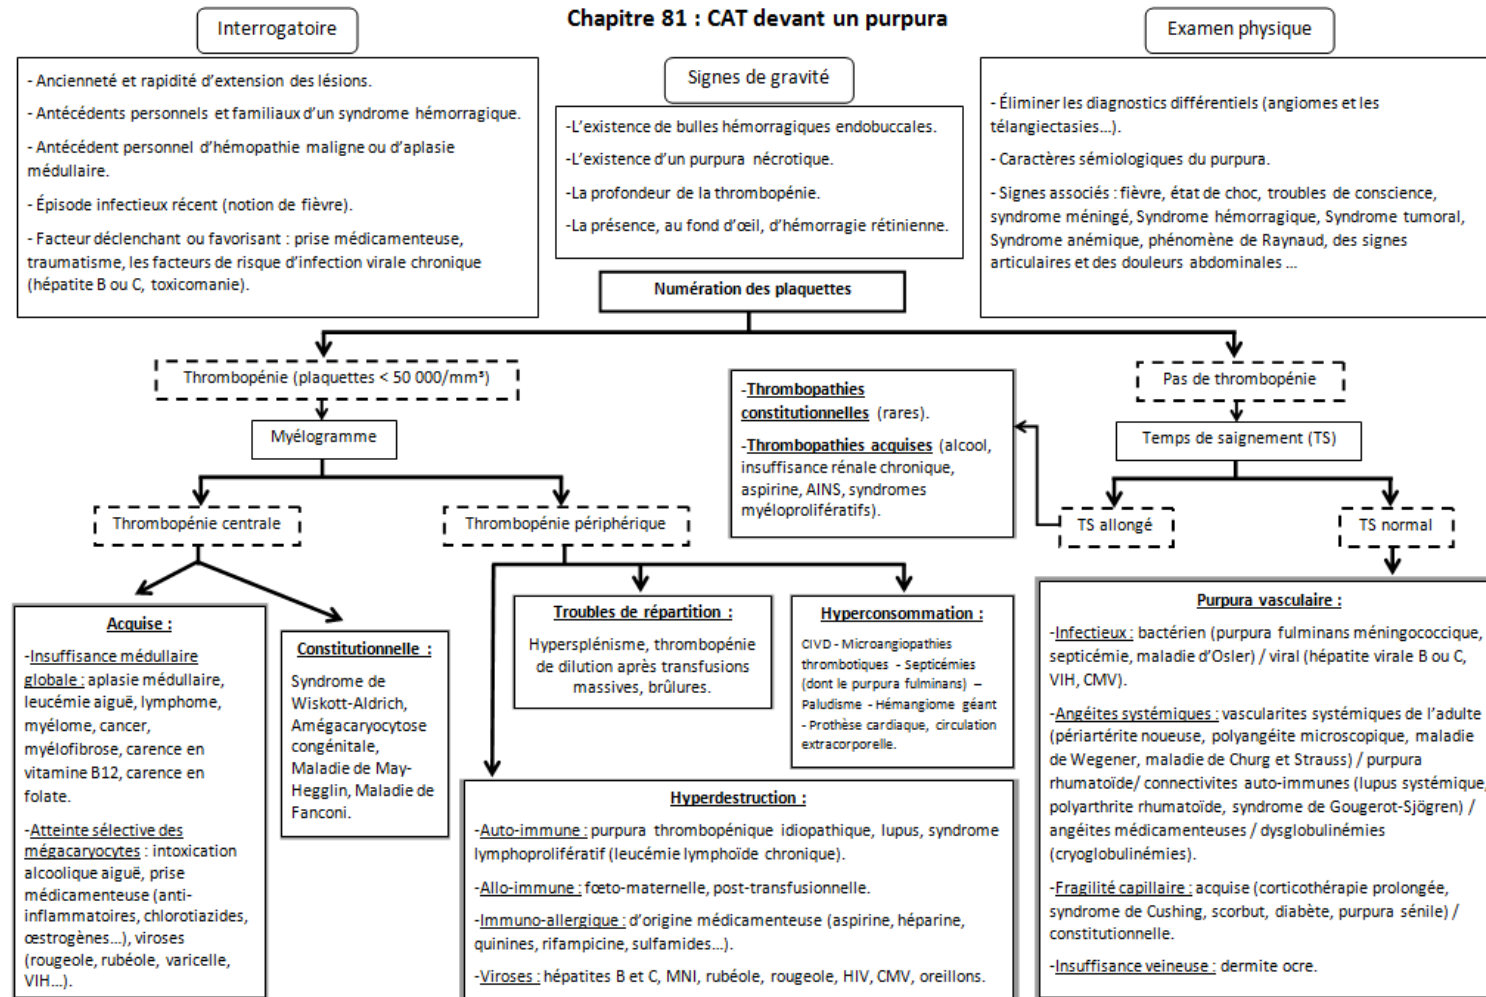 Chapitre 81 : CAT devant un purpura
Interrogatoire
- Ancienneté et rapidité d'extension des lésions.
- Antécédents personnels et familiaux d'un syndrome hémorragique.
- Antécédent personnel d'hémopathie maligne ou d'aplasie
médullaire.
- Épisode infectieux récent (notion de fièvre).
- Facteur déclenchant ou favorisant : prise médicamenteuse,
traumatisme, les facteurs de risque d'infection virale chronique
(hépatite B ou C, toxicomanie).
Signes de gravité
-L'existence de bulles hémorragiques endobuccales.
-L'existence d'un purpura nécrotique.
-La profondeur de la thrombopénie.
-La présence, au fond d'œil, d'hémorragie rétinienne.
Examen physique
- Éliminer les diagnostics différentiels (angiomes et les
télangiectasies...).
- Caractères sémiologiques du purpura.
- Signes associés : fièvre, état de choc, troubles de conscience,
syndrome méningé, Syndrome hémorragique, Syndrome tumoral,
Syndrome anémique, phénomène de Raynaud, des signes
articulaires et des douleurs abdominales ...
Numération des plaquettes
Thrombopénie (plaquettes < 50 000/mm³)
Myélogramme
Thrombopénie centrale
Thrombopénie périphérique
-Thrombopathies
constitutionnelles (rares).
-Thrombopathies acquises (alcool,
insuffisance rénale chronique,
aspirine, AINS, syndromes
myéloprolifératifs).
Pas de thrombopénie
Temps de saignement (TS)
TS allongé
TS normal
Acquise :
-Insuffisance médullaire
globale : aplasie médullaire,
leucémie aiguë, lymphome,
myélome, cancer,
myélofibrose, carence en
vitamine B12, carence en
folate.
-Atteinte sélective des
mégacaryocytes : intoxication
alcoolique aiguë, prise
médicamenteuse (anti-
inflammatoires, chlorotiazides,
œstrogènes...), viroses
(rougeole, rubéole, varicelle,
VIH...).
Constitutionnelle :
Syndrome de
Wiskott-Aldrich,
Amégacaryocytose
congénitale,
Maladie de May-
Hegglin, Maladie de
Fanconi.
Troubles de répartition :
Hypersplénisme, thrombopénie
de dilution après transfusions
massives, brûlures.
Hyperconsommation :
CIVD - Microangiopathies
thrombotiques - Septicémies
(dont le purpura fulminans) –
Paludisme - Hémangiome géant
- Prothèse cardiaque, circulation
extracorporelle.
Hyperdestruction :
-Auto-immune : purpura thrombopénique idiopathique, lupus, syndrome
lymphoprolifératif (leucémie lymphoïde chronique).
-Allo-immune : fœto-maternelle, post-transfusionnelle.
-Immuno-allergique : d'origine médicamenteuse (aspirine, héparine,
quinines, rifampicine, sulfamides...).
-Viroses : hépatites B et C, MNI, rubéole, rougeole, HIV, CMV, oreillons.
Purpura vasculaire :
-Infectieux : bactérien (purpura fulminans méningococcique,
septicémie, maladie d'Osler) / viral (hépatite virale B ou C,
VIH, CMV).
-Angéites systémiques : vascularites systémiques de l'adulte
(périartérite noueuse, polyangéite microscopique, maladie
de Wegener, maladie de Churg et Strauss) / purpura
rhumatoïde/ connectivites auto-immunes (lupus systémique,
polyarthrite rhumatoïde, syndrome de Gougerot-Sjögren) /
angéites médicamenteuses / dysglobulinémies
(cryoglobulinémies).
-Fragilité capillaire : acquise (corticothérapie prolongée,
syndrome de Cushing, scorbut, diabète, purpura sénile) /
constitutionnelle.
-Insuffisance veineuse : dermite ocre.